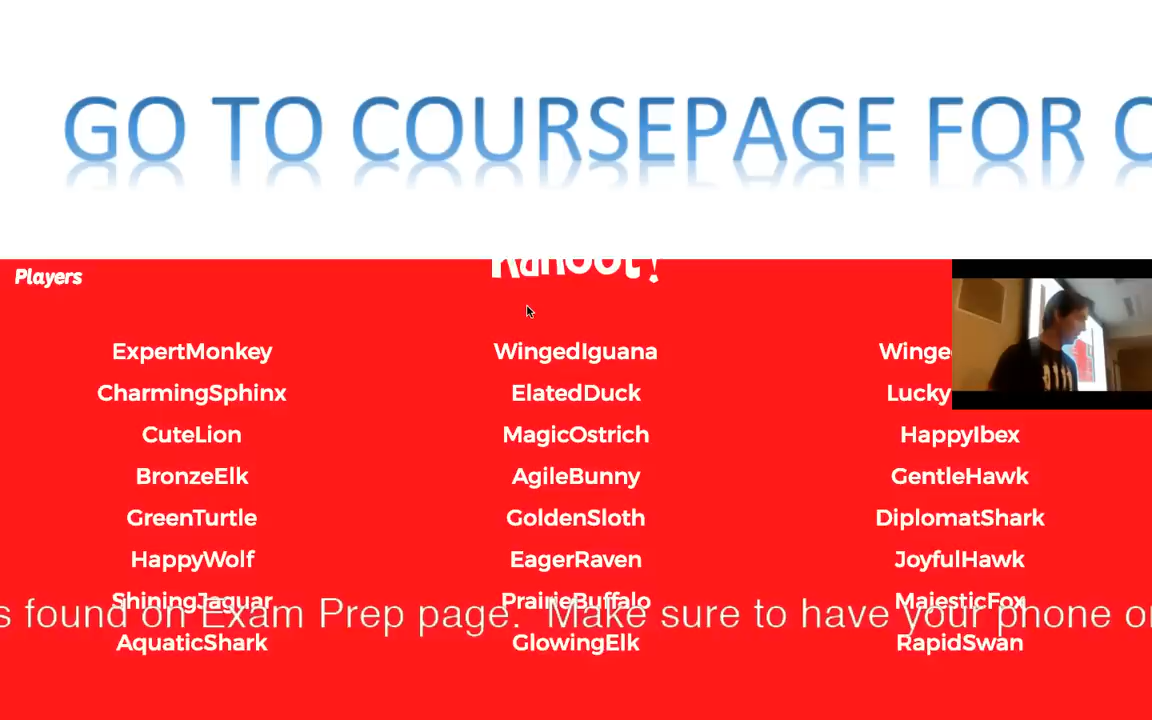 GO TO COURSEPAGE FOR
Kahoot!
Players
ExpertMonkey WingedIguana Winge
CharmingSphinx ElatedDuck Lucky
CuteLion MagicOstrich HappyIbex
BronzeElk AgileBunny GentleHawk
GreenTurtle GoldenSloth DiplomatShark
HappyWolf EagerRaven JoyfulHawk
ShiningJaguar PrairieBuffalo MajesticFox
s found on Exam Prep page. Make sure to have your phone or
AquaticShark GlowingElk RapidSwan